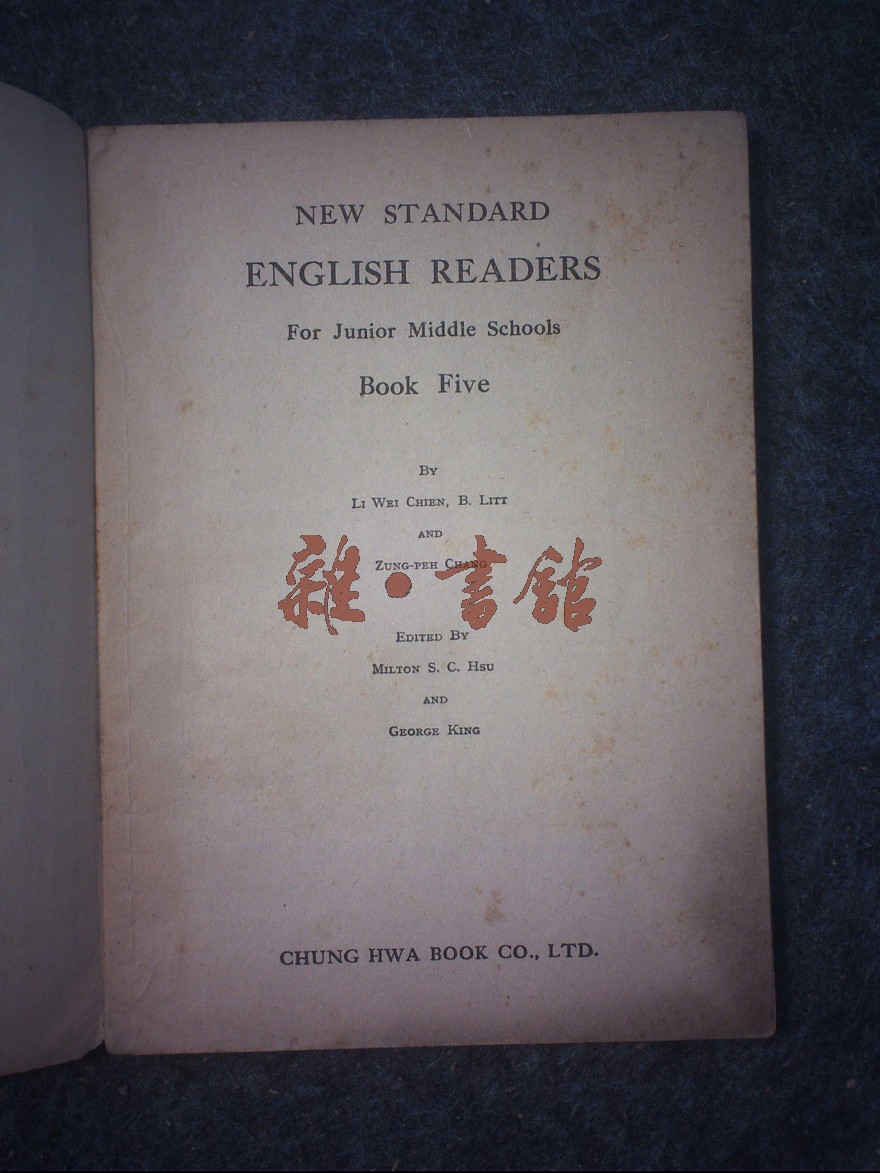 NEW STANDARD
ENGLISH READERS
For Junior Middle Schools
Book Five
BY
LI WEI CHIEN, B. LITT
AND
ZUNG-PEH CHANG
雜•書館
EDITED BY
MILTON S. C. HSU
AND
GEORGE KING
CHUNG HWA BOOK CO., LTD.